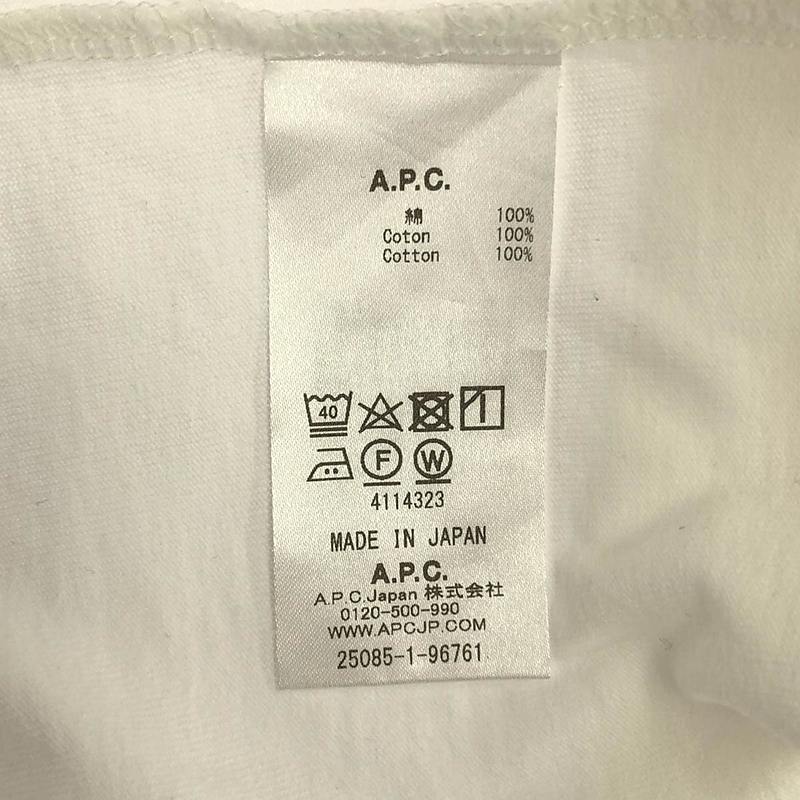 A.P.C.
綿 100%
Coton 100%
Cotton 100%
40
F W
4114323
MADE IN JAPAN
A.P.C.
A.P.C.Japan 株式会社
0120-500-990
WWW.APCJP.COM
25085-1-96761